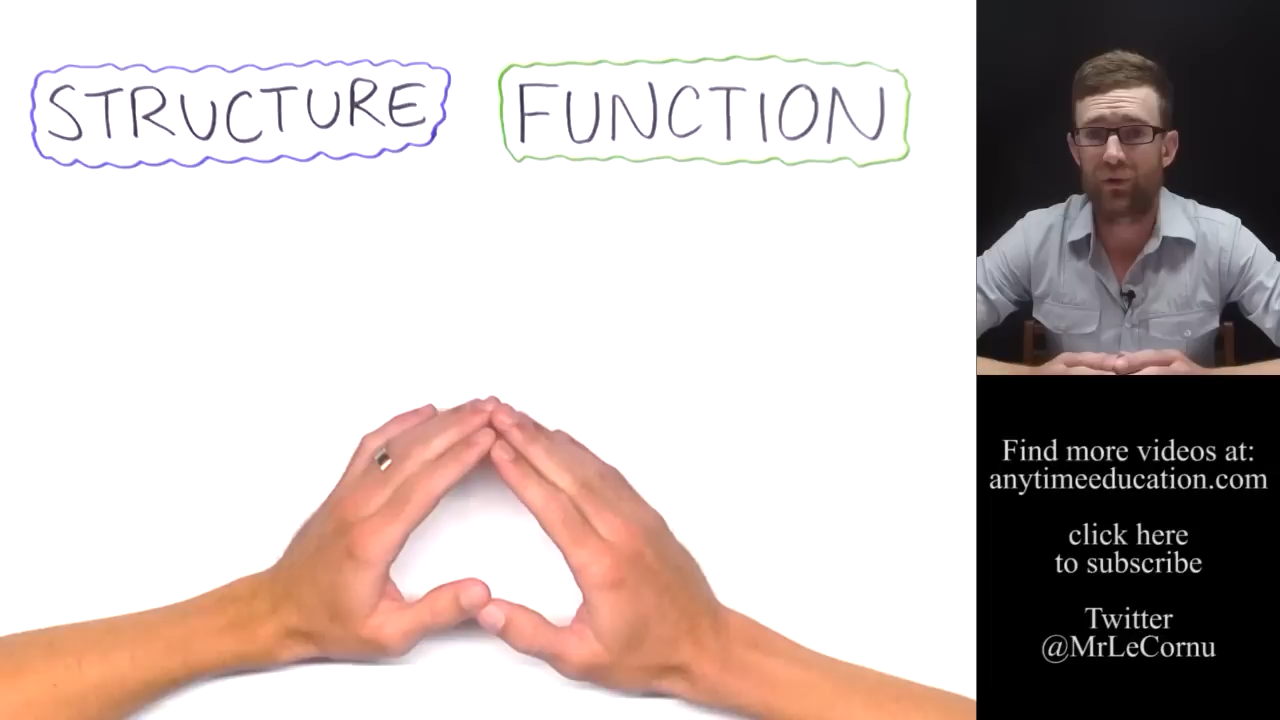 STRUCTURE
FUNCTION
Find more videos at:
anytimeeducation.com
click here
to subscribe
Twitter
@MrLeCornu